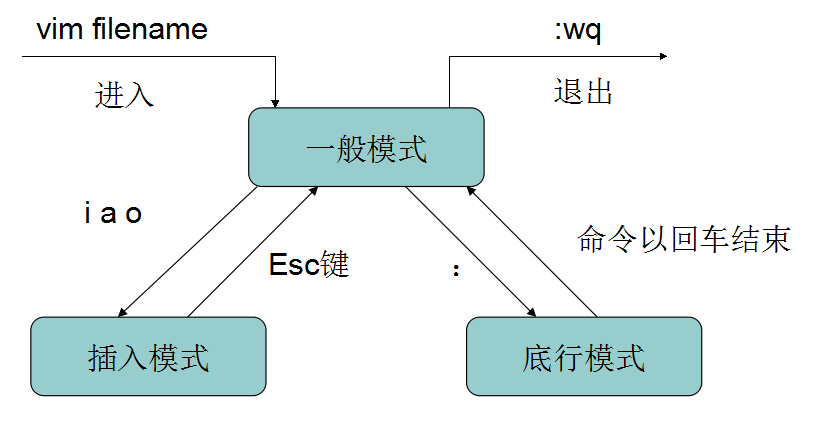 vim filename
:wq
进入
退出
一般模式
i a o
Esc键
：
命令以回车结束
插入模式
底行模式